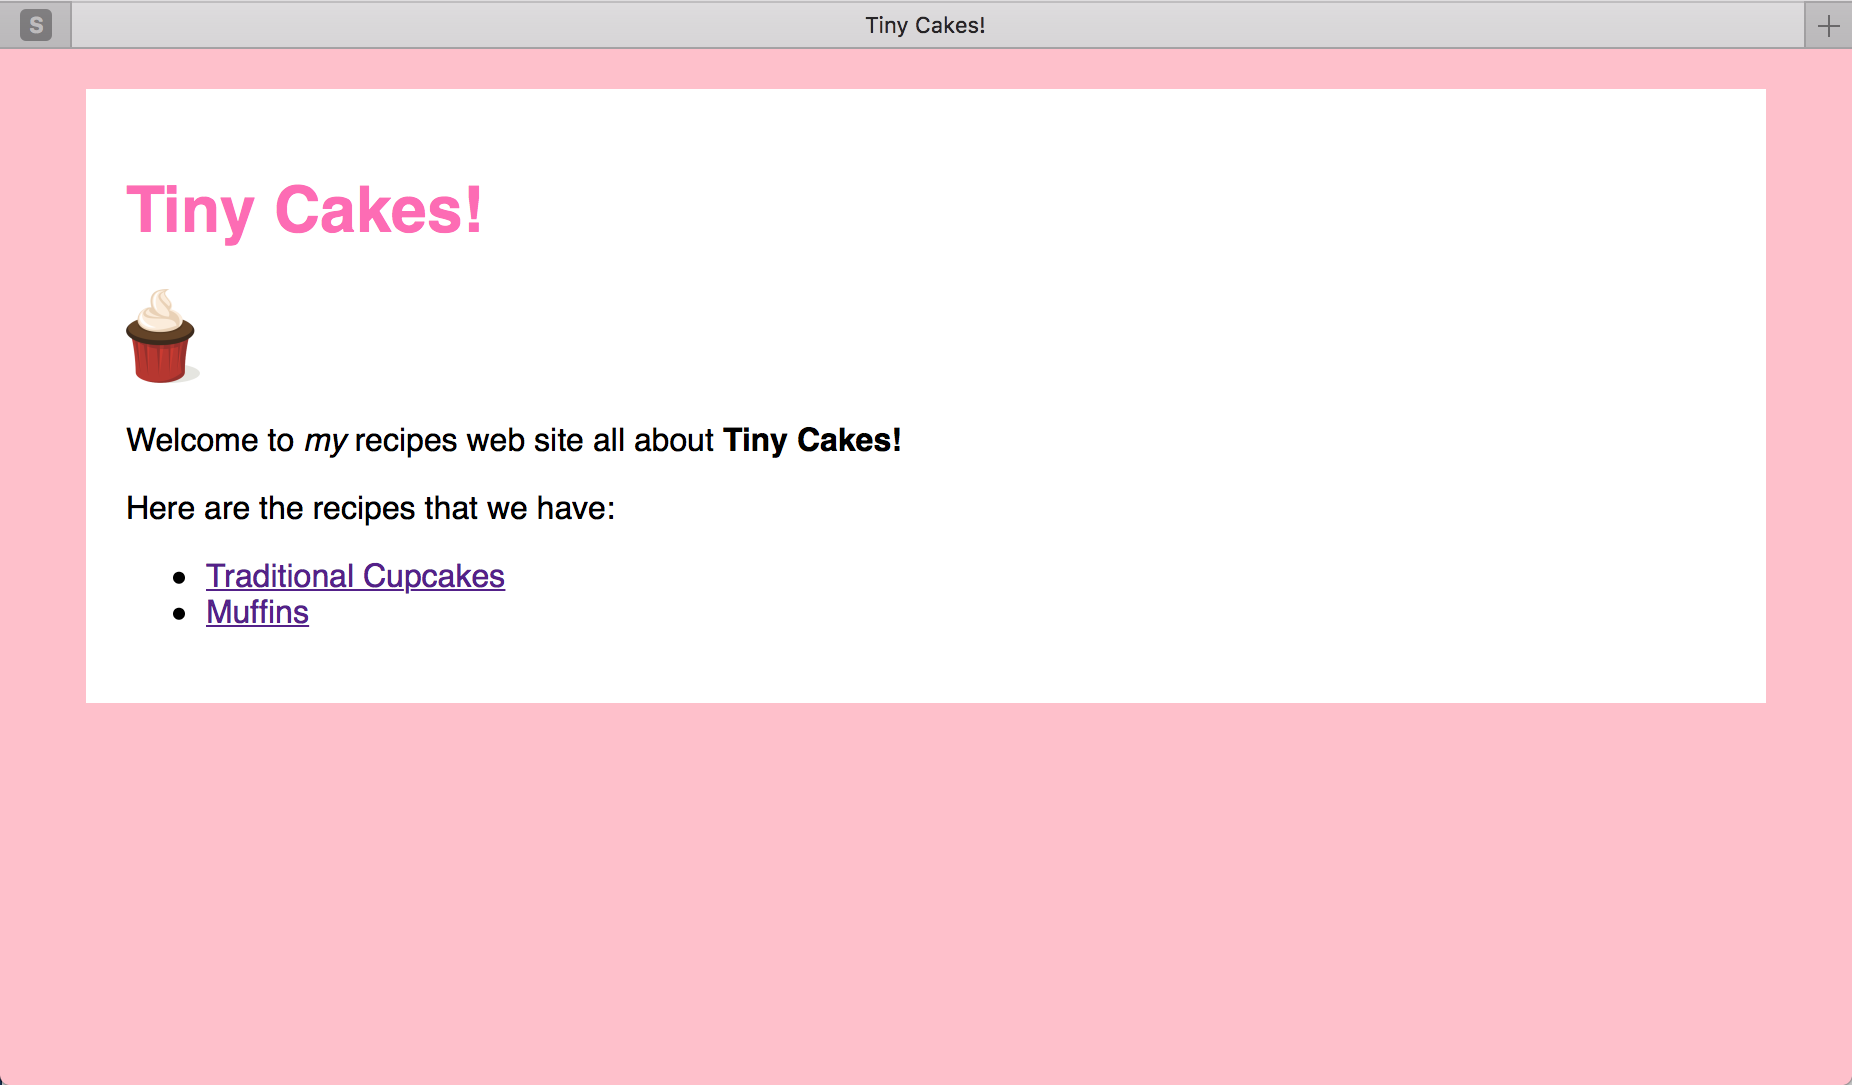 S
Tiny Cakes!
Tiny Cakes!
Welcome to my recipes web site all about Tiny Cakes!
Here are the recipes that we have:
Traditional Cupcakes
Muffins